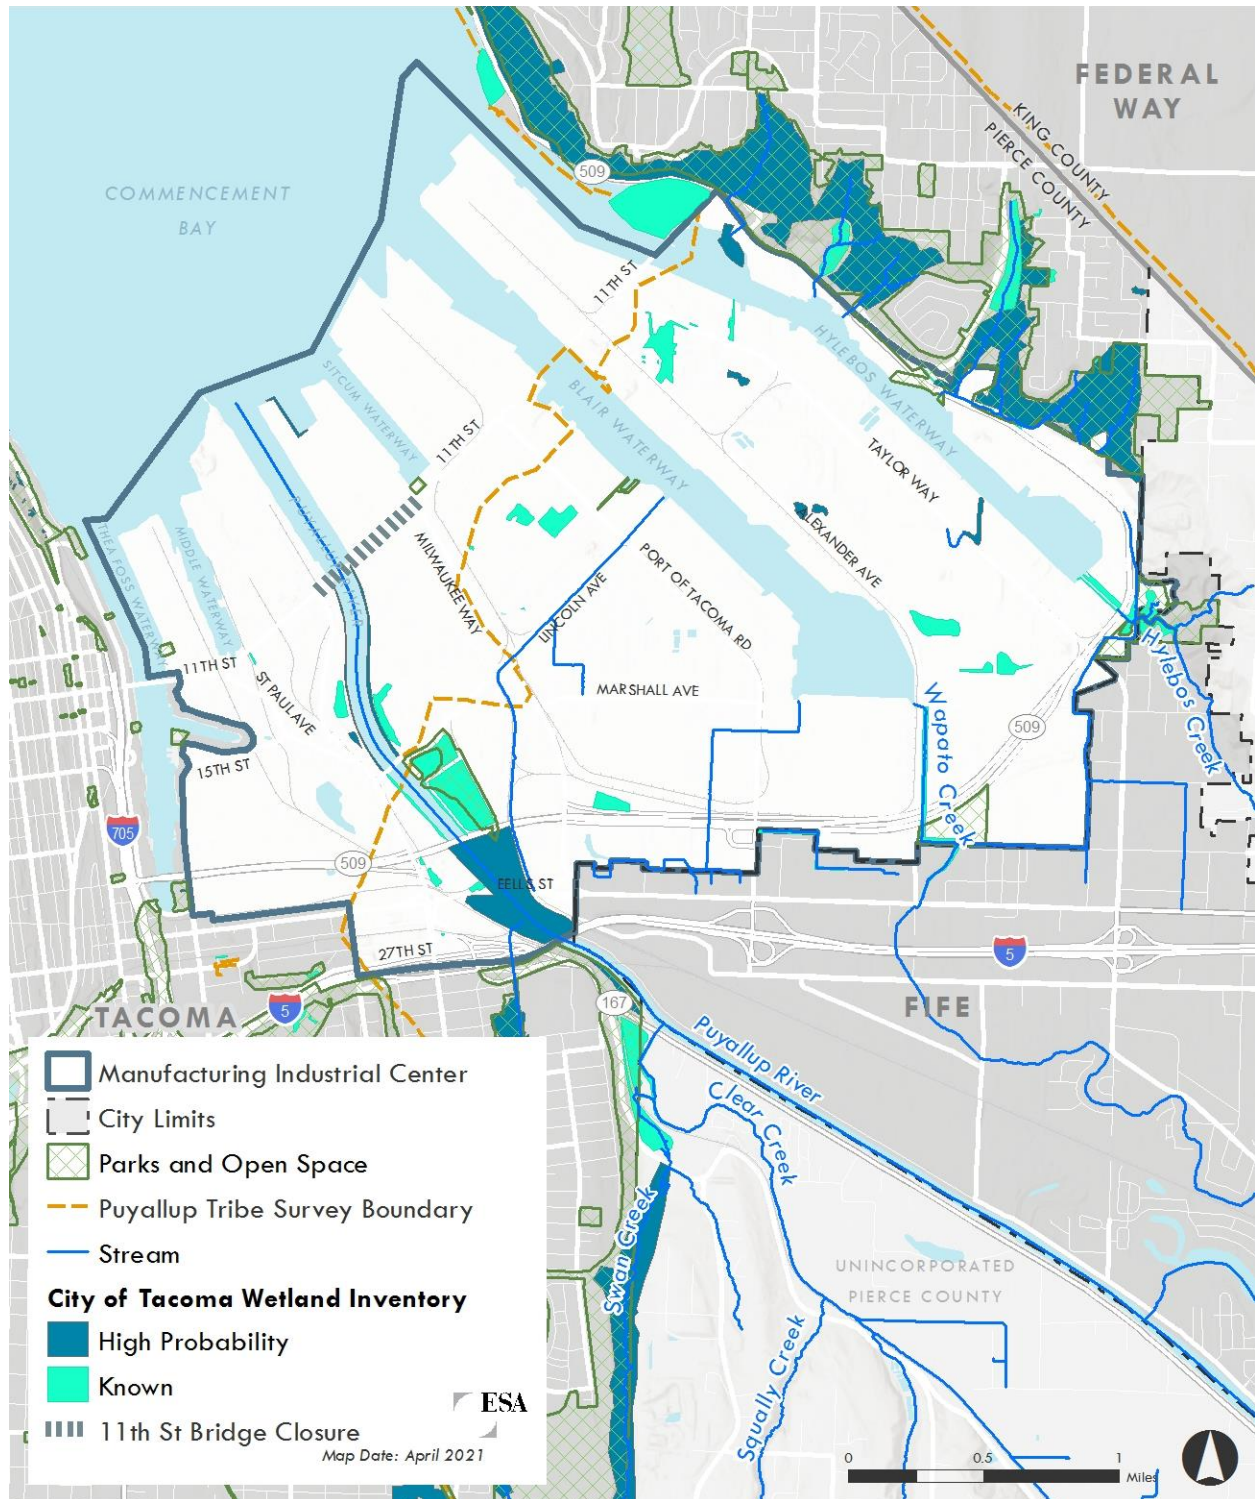 FEDERAL
WAY
KING COUNTY
PIERCE COUNTY
COMMENCEMENT
BAY
509
11TH ST
HYLEBOS WATERWAY
SITCUM WATERWAY
BLAIR WATERWAY
11TH ST
TAYLOR WAY
PUYALLUP RIVER
ALEXANDER AVE
THEA FOSS WATERWAY
MIDDLE WATERWAY
MILWAUKEE WAY
LINCOLN AVE
PORT OF TACOMA RD
11TH ST
ST PAUL AVE
MARSHALL AVE
Hylebos Creek
Wapato Creek
509
15TH ST
705
509
EELLS ST
27TH ST
5
5
TACOMA
167
FIFE
Puyallup River
Clear Creek
Swan Creek
UNINCORPORATED
PIERCE COUNTY
Squally Creek
Manufacturing Industrial Center
City Limits
Parks and Open Space
Puyallup Tribe Survey Boundary
Stream
City of Tacoma Wetland Inventory
High Probability
Known
11th St Bridge Closure
ESA
Map Date: April 2021
0 0.5 1
Miles